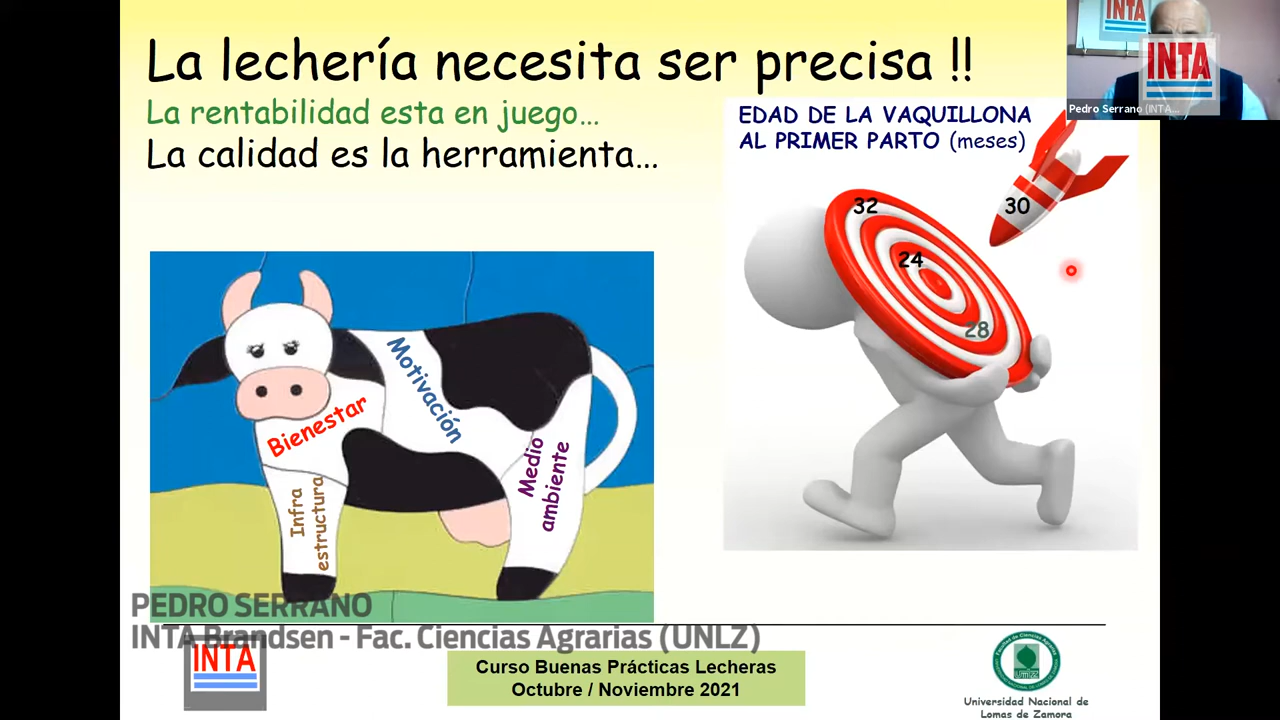 La lechería necesita ser precisa !!
La rentabilidad esta en juego...
La calidad es la herramienta...
INTA
INTA
Pedro Serrano (INTA...
EDAD DE LA VAQUILLONA
AL PRIMER PARTO (meses)
32
30
24
28
Motivación
Bienestar
Medio
ambiente
Infra
estructura
PEDRO SERRANO
INTA Brandsen - Fac. Ciencias Agrarias (UNLZ)
INTA
Curso Buenas Prácticas Lecheras
Octubre / Noviembre 2021
Universidad Nacional de
Lomas de Zamora